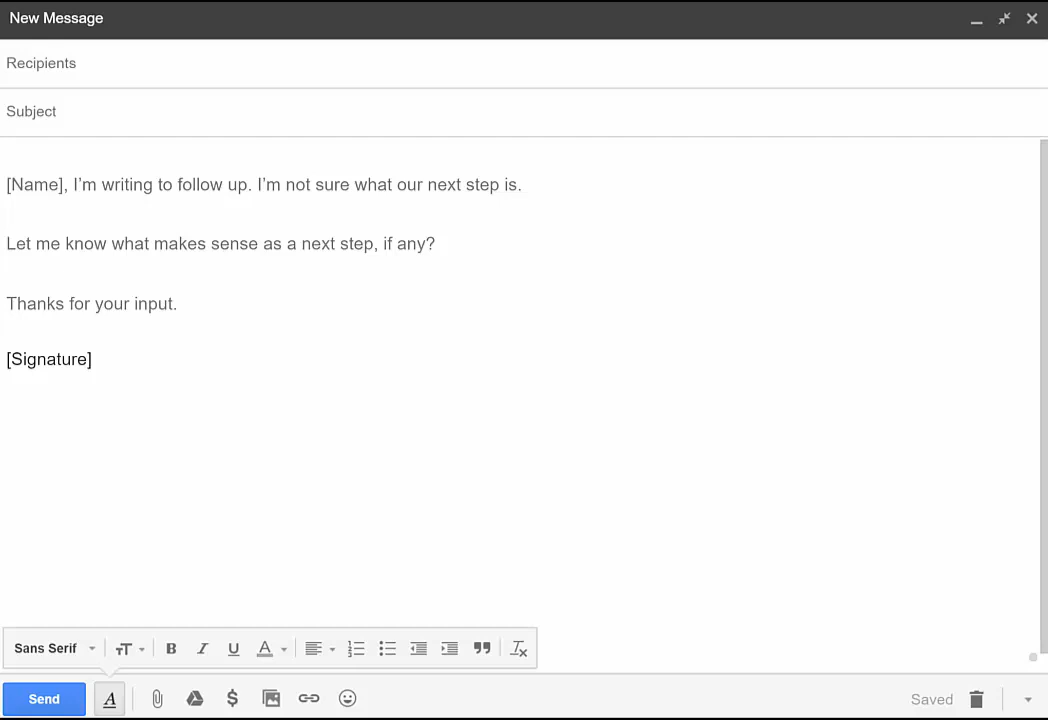 New Message
Recipients
Subject
[Name], I’m writing to follow up. I’m not sure what our next step is.
Let me know what makes sense as a next step, if any?
Thanks for your input.
[Signature]
Sans Serif
Send
Saved